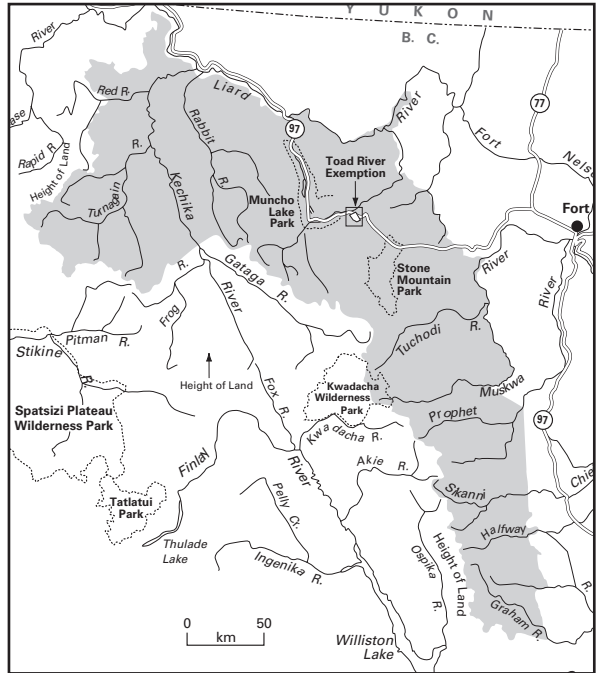 Y U K O N
B. C.
River
ase
Rapid R.
Height of Land
Red R.
Turnagain
R.
Kechika
Rabbit
R.
Liard
97
Muncho
Lake
Park
Toad River
Exemption
River
Fort
Nels
77
Fort
River
River
Stone
Mountain
Park
Gataga R.
R.
Frog
River
Height of Land
Pitman R.
Stikine
R.
Spatsizi Plateau
Wilderness Park
Tatlatui
Park
Thulade
Lake
Finlay
River
Fox R.
Kwadacha
Wilderness
Park
Kwadacha R.
Tuchodi R.
Muskwa
Prophet
97
Akie R.
Sikanni
Chie
Halfway
R.
Graham R.
Height of Land
Ospika
R.
Pelly Cr.
Ingenika R.
Williston
Lake
0 50
km